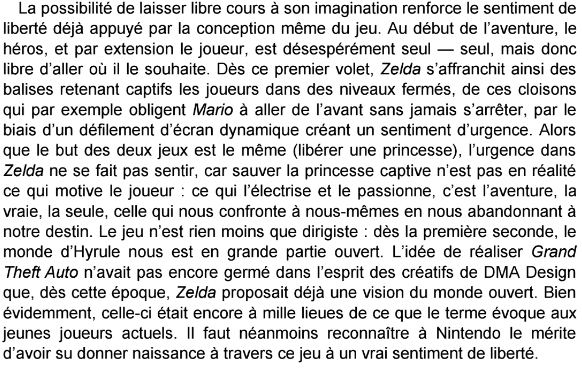 La possibilité de laisser libre cours à son imagination renforce le sentiment de
liberté déjà appuyé par la conception même du jeu. Au début de l'aventure, le
héros, et par extension le joueur, est désespérément seul — seul, mais donc
libre d'aller où il le souhaite. Dès ce premier volet, Zelda s'affranchit ainsi des
balises retenant captifs les joueurs dans des niveaux fermés, de ces cloisons
qui par exemple obligent Mario à aller de l'avant sans jamais s'arrêter, par le
biais d'un défilement d'écran dynamique créant un sentiment d'urgence. Alors
que le but des deux jeux est le même (libérer une princesse), l'urgence dans
Zelda ne se fait pas sentir, car sauver la princesse captive n'est pas en réalité
ce qui motive le joueur : ce qui l'électrise et le passionne, c'est l'aventure, la
vraie, la seule, celle qui nous confronte à nous-mêmes en nous abandonnant à
notre destin. Le jeu n'est rien moins que dirigiste : dès la première seconde, le
monde d'Hyrule nous est en grande partie ouvert. L'idée de réaliser Grand
Theft Auto n'avait pas encore germé dans l'esprit des créatifs de DMA Design
que, dès cette époque, Zelda proposait déjà une vision du monde ouvert. Bien
évidemment, celle-ci était encore à mille lieues de ce que le terme évoque aux
jeunes joueurs actuels. Il faut néanmoins reconnaître à Nintendo le mérite
d'avoir su donner naissance à travers ce jeu à un vrai sentiment de liberté.